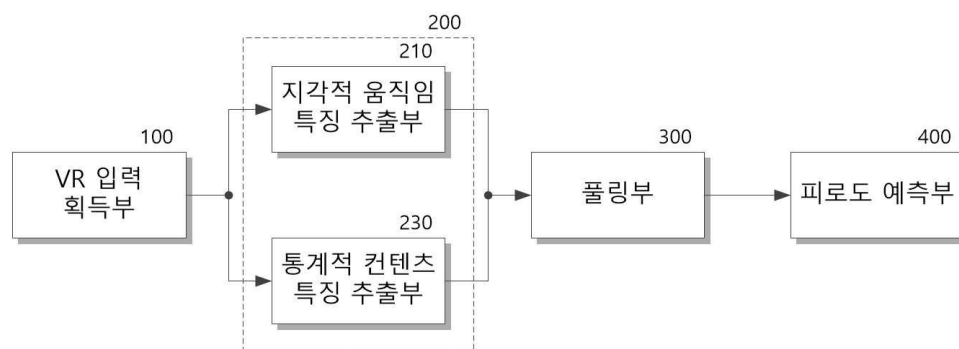 200
210
지각적 움직임
특징 추출부
100
VR 입력
획득부
300
풀링부
400
피로도 예측부
230
통계적 컨텐츠
특징 추출부